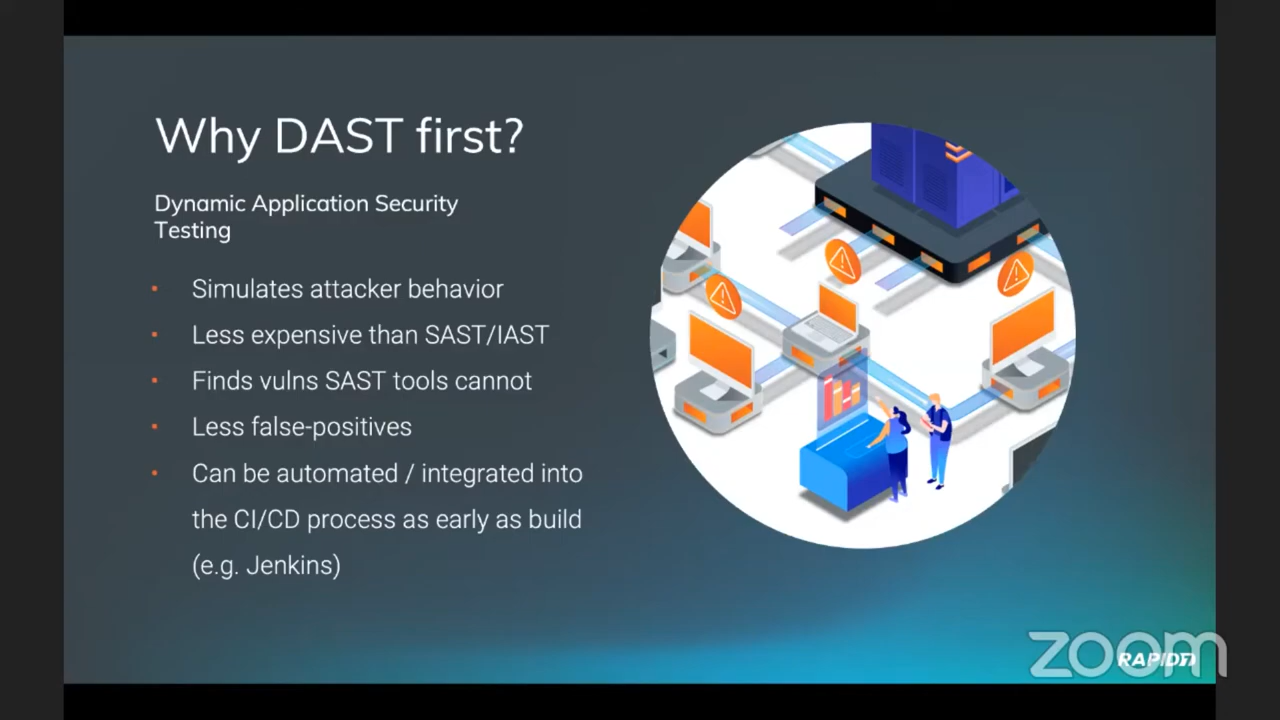 Why DAST first?
Dynamic Application Security
Testing
Simulates attacker behavior
Less expensive than SAST/IAST
Finds vulns SAST tools cannot
Less false-positives
Can be automated / integrated into
the CI/CD process as early as build
(e.g. Jenkins)
zoom
RAPID7